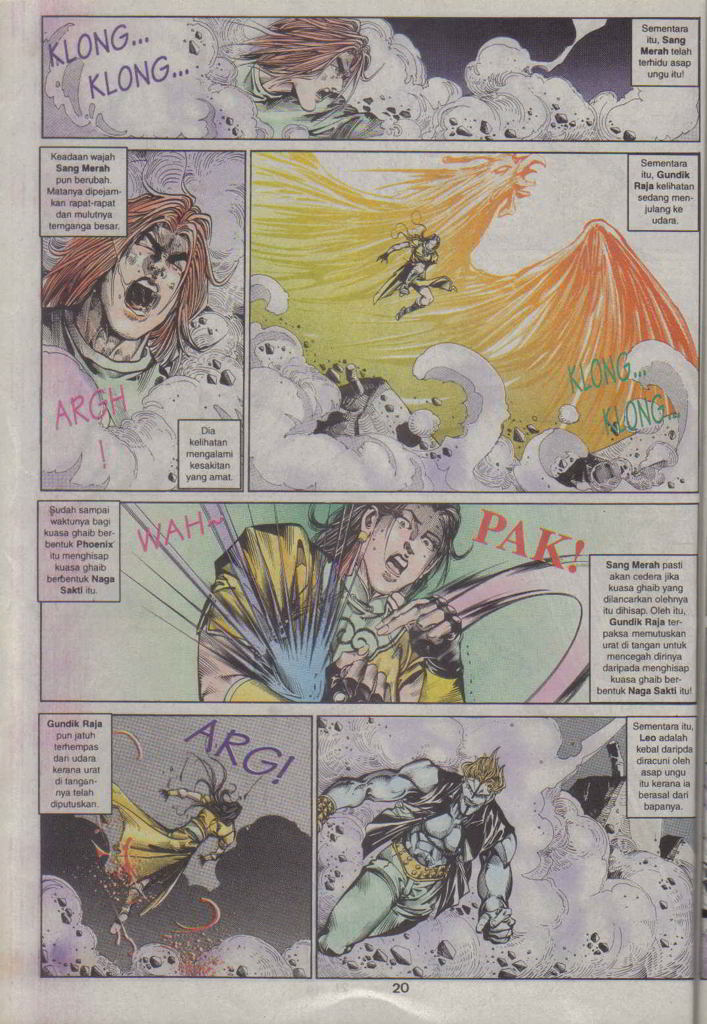 KLONG...
KLONG...
Sementara
itu, Sang
Merah telah
terhidu asap
ungu itu!
Keadaan wajah
Sang Merah
pun berubah.
Matanya dipejam-
kan rapat-rapat
dan mulutnya
ternganga besar.
ARGH
!
Dia
kelihatan
mengalami
kesakitan
yang amat.
Sementara
itu, Gundik
Raja kelihatan
sedang men-
julang ke
udara.
KLONG...
KLONG...
Sudah sampai
waktunya bagi
kuasa ghaib ber-
bentuk Phoenix
itu menghisap
kuasa ghaib
berbentuk Naga
Sakti itu.
WAH~
PAK!
Sang Merah pasti
akan cedera jika
kuasa ghaib yang
dilancarkan olehnya
itu dihisap. Oleh itu,
Gundik Raja ter-
paksa memutuskan
urat di tangan untuk
mencegah dirinya
daripada menghisap
kuasa ghaib ber-
bentuk Naga Sakti itu!
Gundik Raja
pun jatuh
terhempas
dari udara
kerana urat
di tangan-
nya telah
diputuskan.
ARG!
Sementara itu,
Leo adalah
kebal daripda
diracuni oleh
asap ungu
itu kerana ia
berasal dari
bapanya.
20